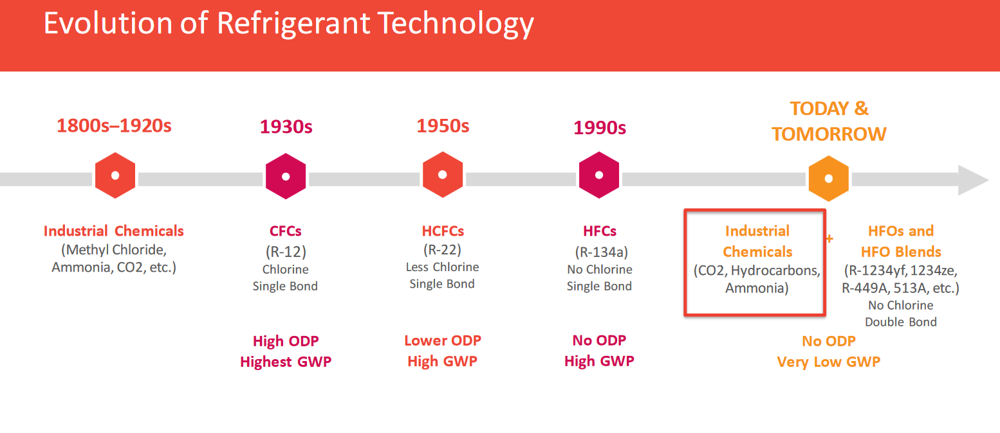 Evolution of Refrigerant Technology
1800s–1920s
Industrial Chemicals
(Methyl Chloride,
Ammonia, CO2, etc.)
1930s
CFCs
(R-12)
Chlorine
Single Bond
High ODP
Highest GWP
1950s
HCFCs
(R-22)
Less Chlorine
Single Bond
Lower ODP
High GWP
1990s
HFCs
(R-134a)
No Chlorine
Single Bond
No ODP
High GWP
TODAY &
TOMORROW
Industrial
Chemicals
(CO2, Hydrocarbons,
Ammonia)
+
HFOs and
HFO Blends
(R-1234yf, 1234ze,
R-449A, 513A, etc.)
No Chlorine
Double Bond
No ODP
Very Low GWP